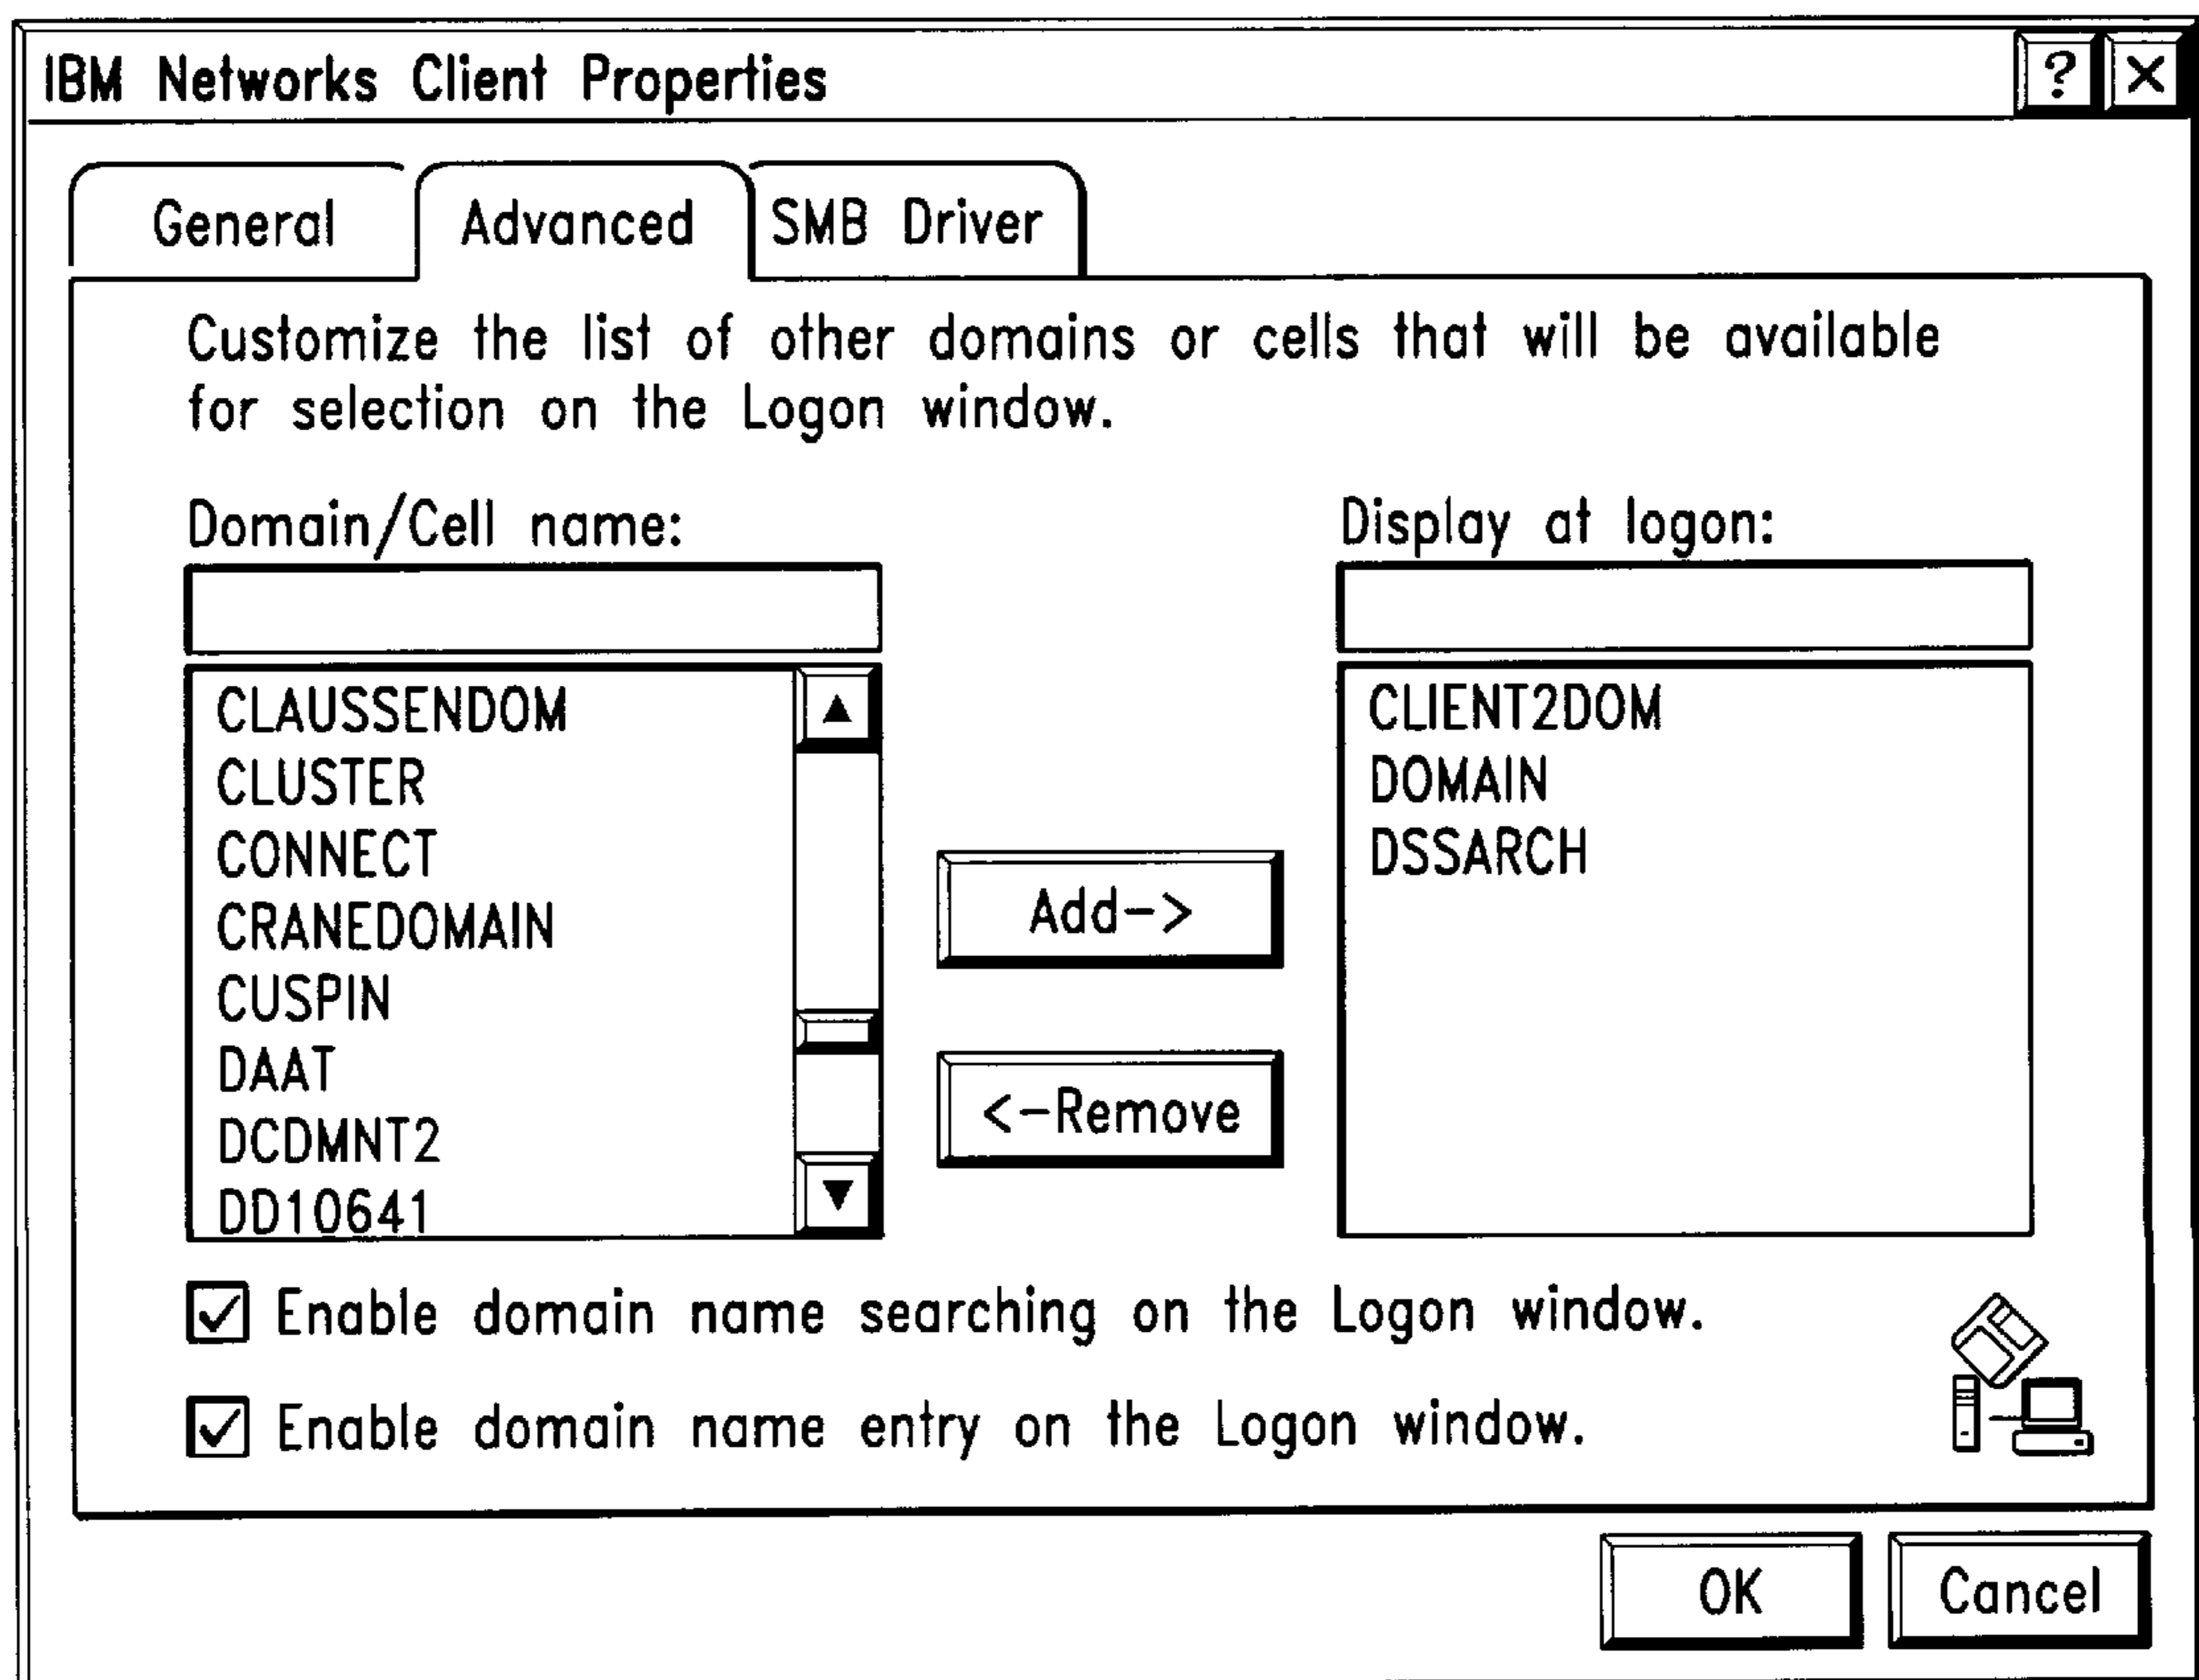 IBM Networks Client Properties
?
X
General
Advanced
SMB Driver
Customize the list of other domains or cells that will be available
for selection on the Logon window.
Domain/Cell name:
CLAUSSENDOM
CLUSTER
CONNECT
CRANEDOMAIN
CUSPIN
DAAT
DCDMNT2
DD10641
Add->
<-Remove
Display at logon:
CLIENT2DOM
DOMAIN
DSSARCH
Enable domain name searching on the Logon window.
Enable domain name entry on the Logon window.
OK
Cancel